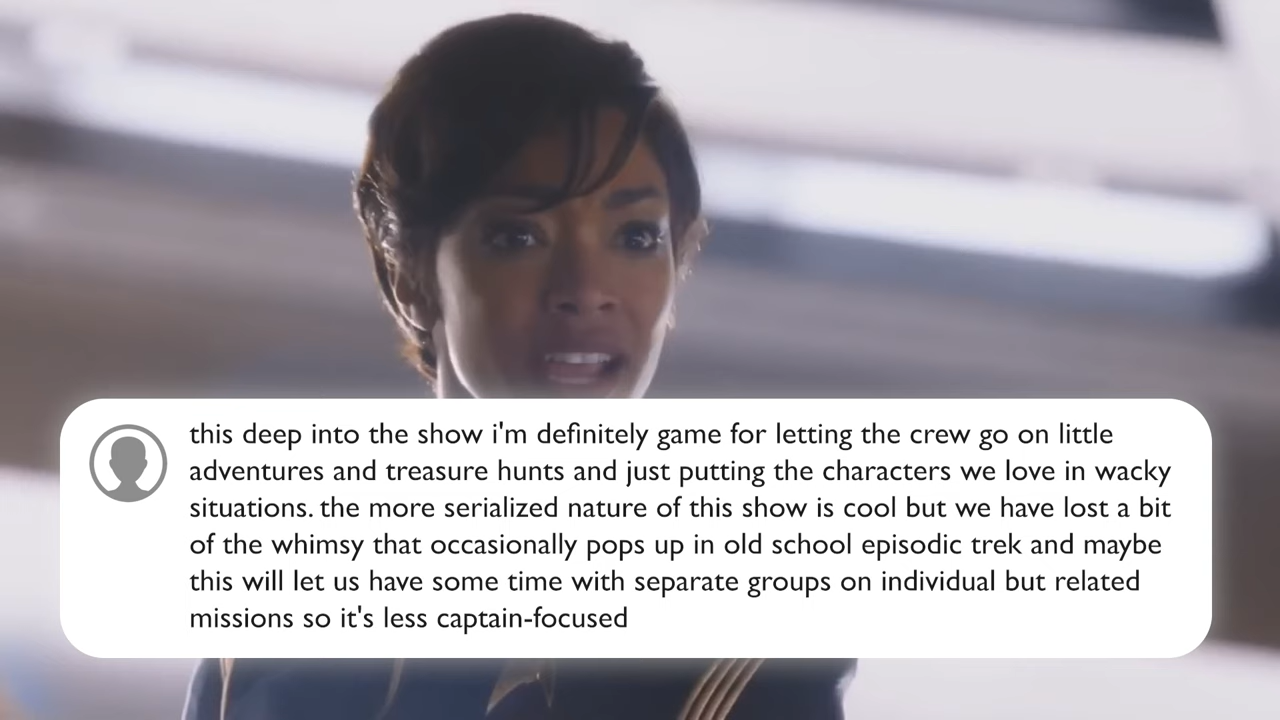 this deep into the show i'm definitely game for letting the crew go on little
adventures and treasure hunts and just putting the characters we love in wacky
situations. the more serialized nature of this show is cool but we have lost a bit
of the whimsy that occasionally pops up in old school episodic trek and maybe
this will let us have some time with separate groups on individual but related
missions so it's less captain-focused